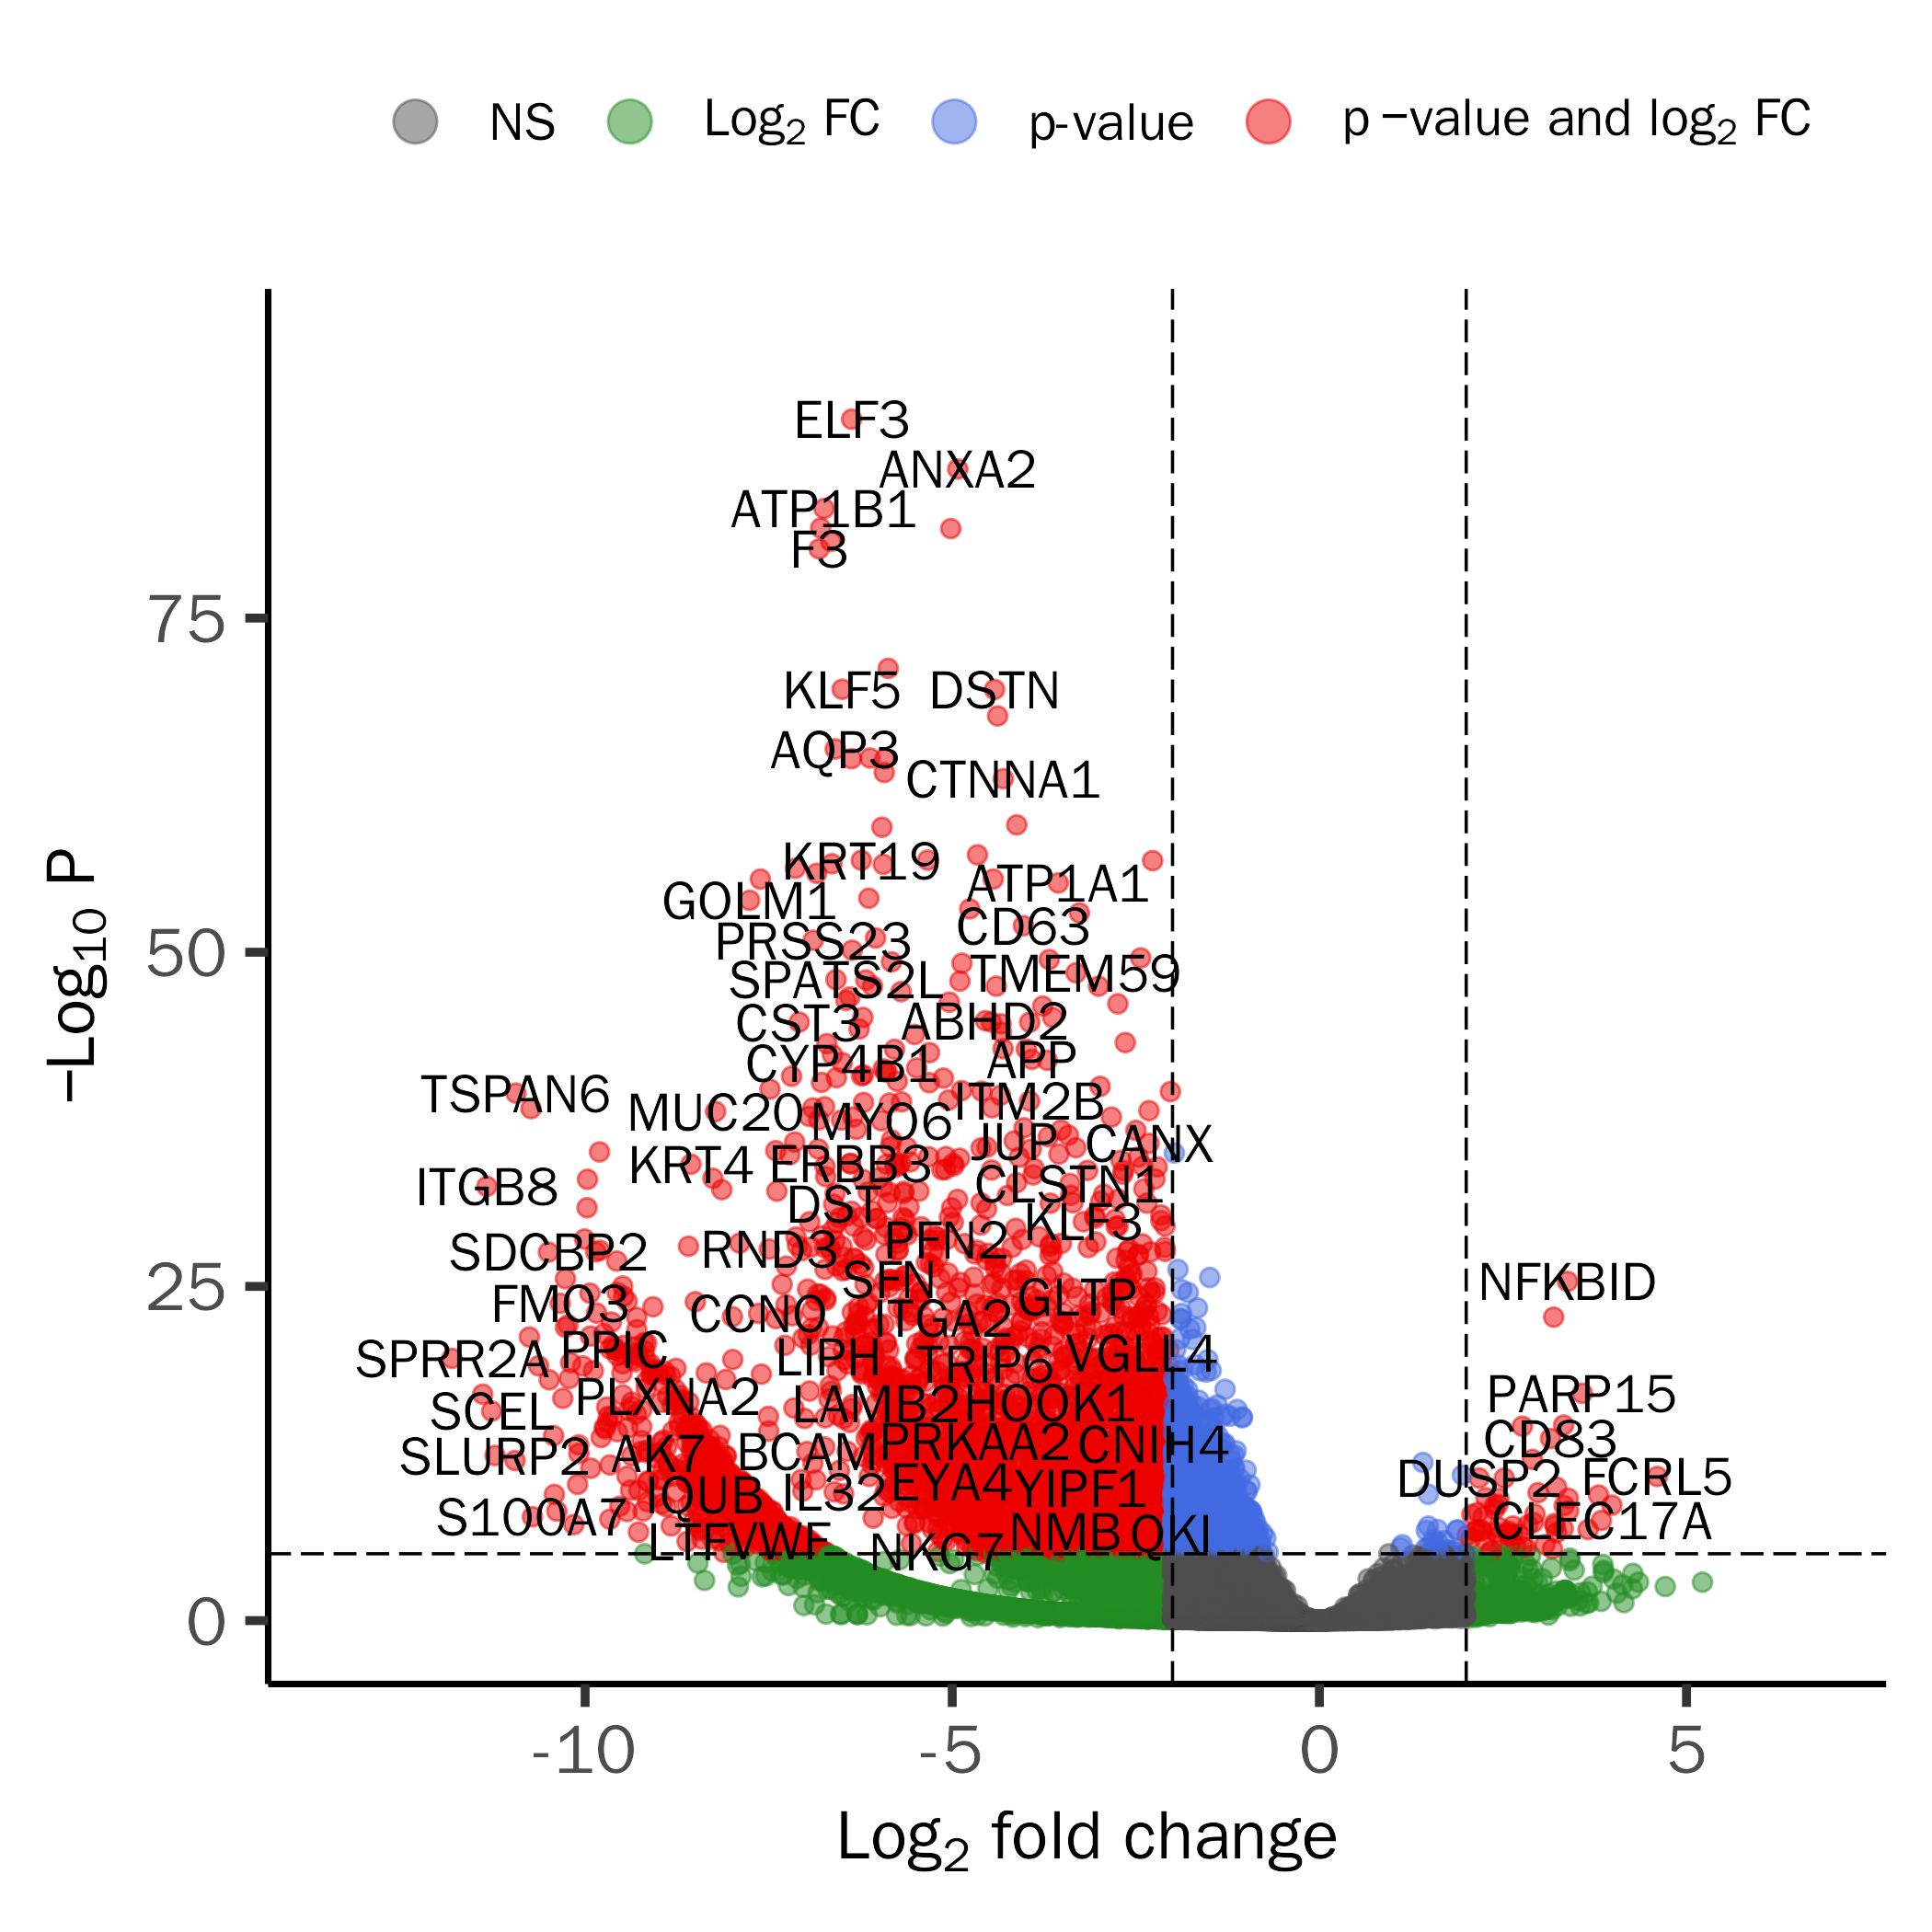 NS
Log2 FC
p-value
p −value and log2 FC
ELF3
ANXA2
ATP1B1
F3
75
KLF5
DSTN
AQP3
CTNNA1
KRT19
ATP1A1
GOLM1
CD63
PRSS23
50
TMEM59
SPATS2L
CST3
ABHD2
CYP4B1
APP
TSPAN6
MUC20
MYO6
ITM2B
JUP
CANX
KRT4
ERBB3
ITGB8
CLSTN1
DST
KLF3
SDCBP2
RND3
PFN2
SFN
NFKBID
25
FMO3
CCNO
ITGA2
GLTP
SPRR2A
PPIC
LIPH
TRIP6
VGLL4
PLXNA2
LAMB2
HOOK1
PARP15
SCEL
PRKAA2
CNIH4
CD83
SLURP2
AK7
BCAM
DUSP2
FCRL5
IQUB
IL32
EYA4
YIPF1
S100A7
CLEC17A
LTF
VWF
NKG7
NMB
QKI
0
−Log10 P
-10
-5
0
5
Log2 fold change